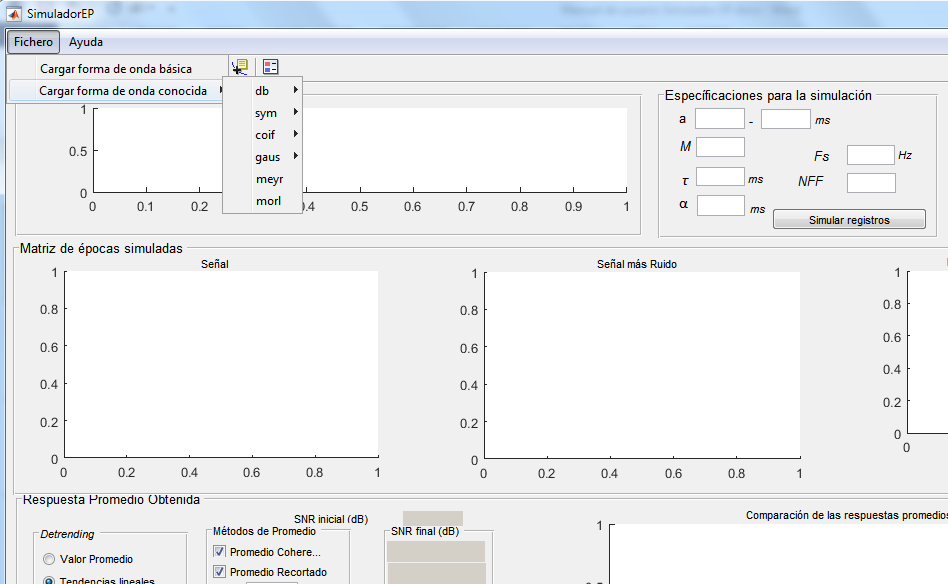 SimuladorEP
Fichero Ayuda
Cargar forma de onda básica
Cargar forma de onda conocida
db
sym
coif
gaus
meyr
morl
1
0.5
0
0 0.1 0.2 0.4 0.5 0.6 0.7 0.8 0.9 1
Específicaciones para la simulación
a - ms
M
Fs Hz
τ ms
NFF
α ms
Simular registros
Matriz de épocas simuladas
Señal
1
0.8
0.6
0.4
0.2
0
0 0.2 0.4 0.6 0.8 1
Señal más Ruido
1
0.8
0.6
0.4
0.2
0
0 0.2 0.4 0.6 0.8 1
1
0.8
0.6
0.4
0.2
0
0
Respuesta Promedio Obtenida
SNR inicial (dB)
Detrending
Valor Promedio
Tendencias lineales
Métodos de Promedio
Promedio Cohere...
Promedio Recortado
SNR final (dB)
Comparación de las respuestas promedios
1